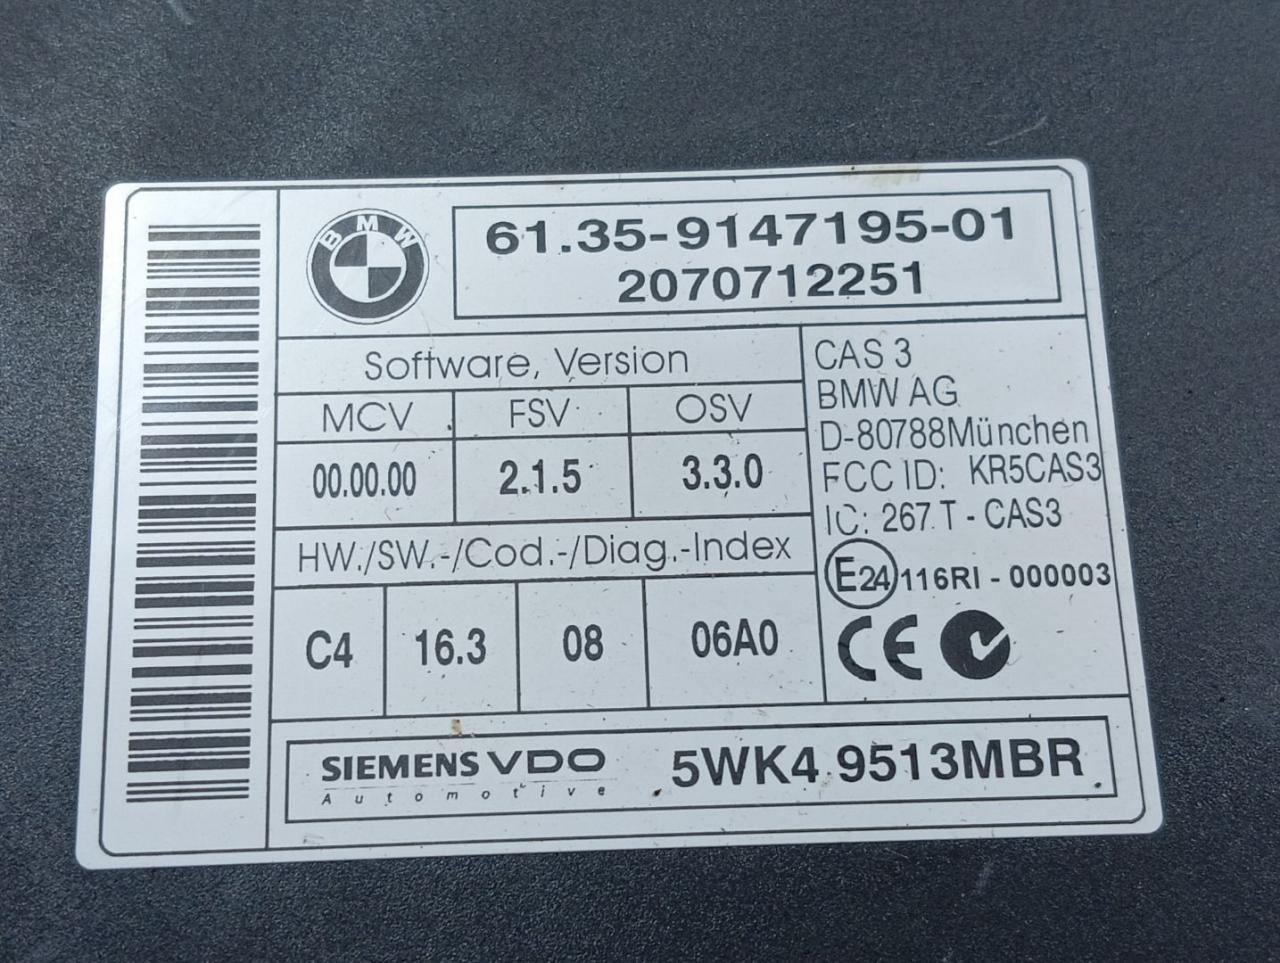 BMW
61.35-9147195-01
2070712251
Software, Version
MCV FSV OSV
00.00.00 2.1.5 3.3.0
HW./SW.-/Cod.-/Diag.-Index
C4 16.3 08 06A0
CAS 3
BMW AG
D-80788München
FCC ID: KR5CAS3
IC: 267 T - CAS3
E24 116RI - 000003
CE
SIEMENS VDO 5WK4 9513MBR
Automotive